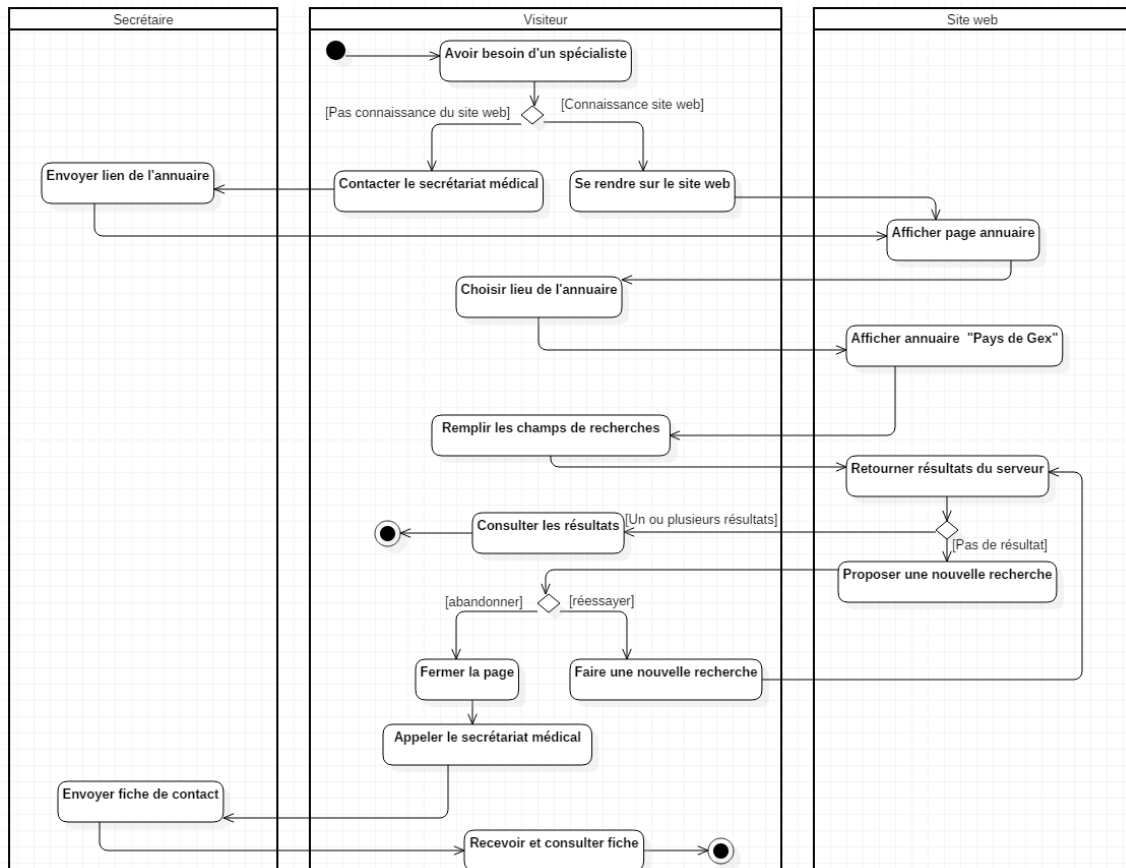 Secrétaire
Visiteur
Site web
Avoir besoin d'un spécialiste
[Pas connaissance du site web]
[Connaissance site web]
Envoyer lien de l'annuaire
Contacter le secrétariat médical
Se rendre sur le site web
Afficher page annuaire
Choisir lieu de l'annuaire
Afficher annuaire "Pays de Gex"
Remplir les champs de recherches
Retourner résultats du serveur
Consulter les résultats
[Un ou plusieurs résultats]
[Pas de résultat]
Proposer une nouvelle recherche
[abandonner]
[réessayer]
Fermer la page
Faire une nouvelle recherche
Appeler le secrétariat médical
Envoyer fiche de contact
Recevoir et consulter fiche